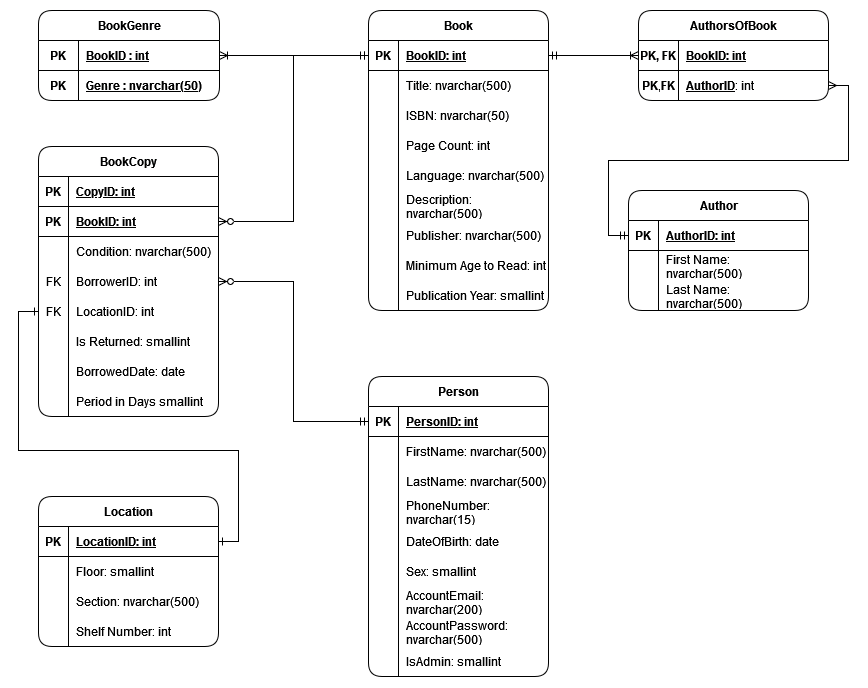 BookGenre
PK BookID : int
PK Genre : nvarchar(50)
Book
PK BookID: int
Title: nvarchar(500)
ISBN: nvarchar(50)
Page Count: int
Language: nvarchar(500)
Description:
nvarchar(500)
Publisher: nvarchar(500)
Minimum Age to Read: int
Publication Year: smallint
AuthorsOfBook
PK, FK BookID: int
PK,FK AuthorID: int
BookCopy
PK CopyID: int
PK BookID: int
Condition: nvarchar(500)
FK BorrowerID: int
FK LocationID: int
Is Returned: smallint
BorrowedDate: date
Period in Days smallint
Author
PK AuthorID: int
First Name:
nvarchar(500)
Last Name:
nvarchar(500)
Person
PK PersonID: int
FirstName: nvarchar(500)
LastName: nvarchar(500)
PhoneNumber:
nvarchar(15)
DateOfBirth: date
Sex: smallint
AccountEmail:
nvarchar(200)
AccountPassword:
nvarchar(500)
IsAdmin: smallint
Location
PK LocationID: int
Floor: smallint
Section: nvarchar(500)
Shelf Number: int